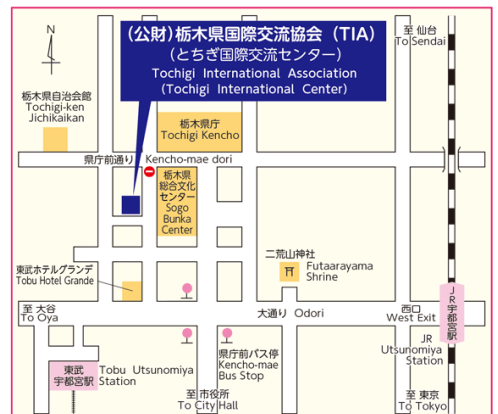 (公財)栃木県国際交流協会 (TIA)
(とちぎ国際交流センター)
Tochigi International Association
(Tochigi International Center)
至 仙台
To Sendai
N
栃木県自治会館
Tochigi-ken
Jichikaikan
栃木県庁
Tochigi Kencho
県庁前通り Kencho-mae dori
栃木県
総合文化
センター
Sogo
Bunka
Center
二荒山神社
Futaarayama
Shrine
東武ホテルグランデ
Tobu Hotel Grande
至 大谷
To Oya
大通り Odori
西口
West Exit
JR宇都宮駅
JR
Utsunomiya
Station
東武
宇都宮駅
Tobu Utsunomiya
Station
県庁前バス停
Kencho-mae
Bus Stop
至 市役所
To City Hall
至 東京
To Tokyo